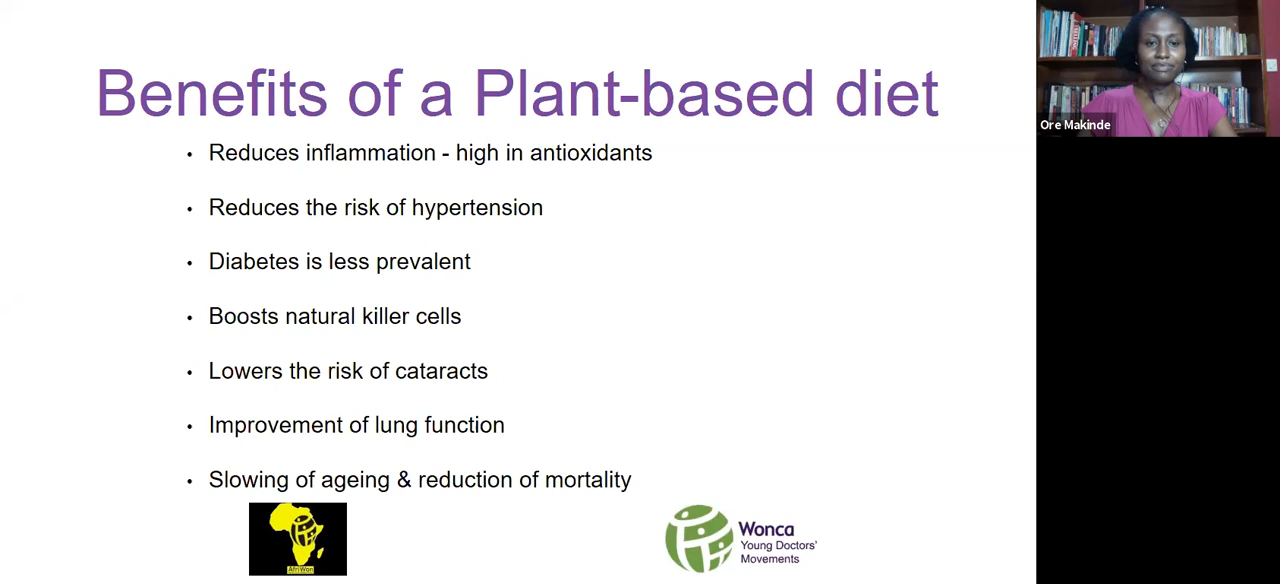 Benefits of a Plant-based diet
• Reduces inflammation - high in antioxidants
• Reduces the risk of hypertension
• Diabetes is less prevalent
• Boosts natural killer cells
• Lowers the risk of cataracts
• Improvement of lung function
• Slowing of ageing & reduction of mortality
AfriWon
Wonca
Young Doctors'
Movements
Ore Makinde